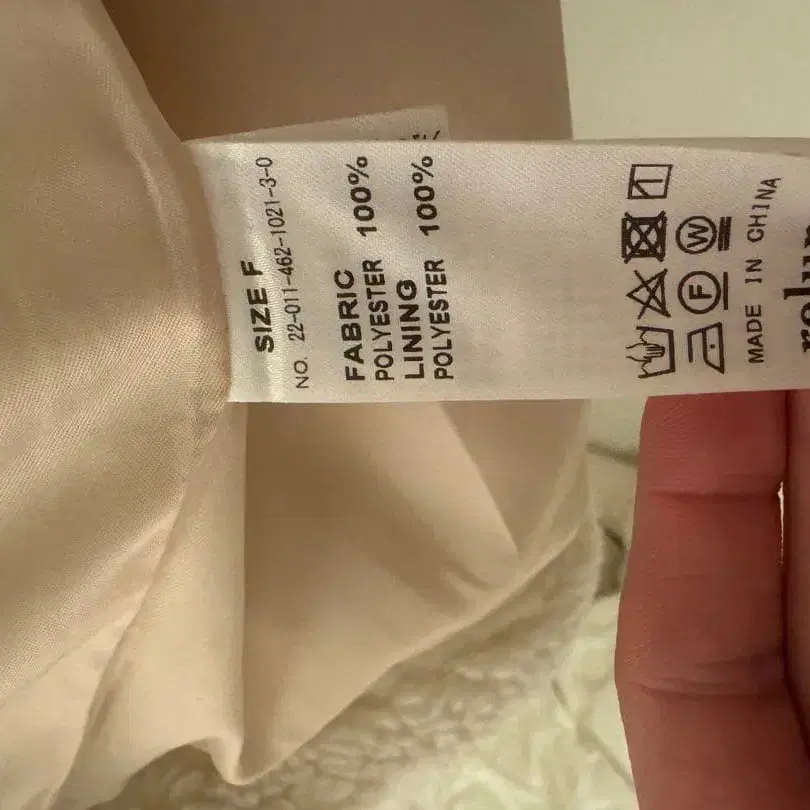 SIZE F
NO. 22-011-462-1021-3-0
FABRIC
POLYESTER 100%
LINING
POLYESTER 100%
F W
MADE IN CHINA